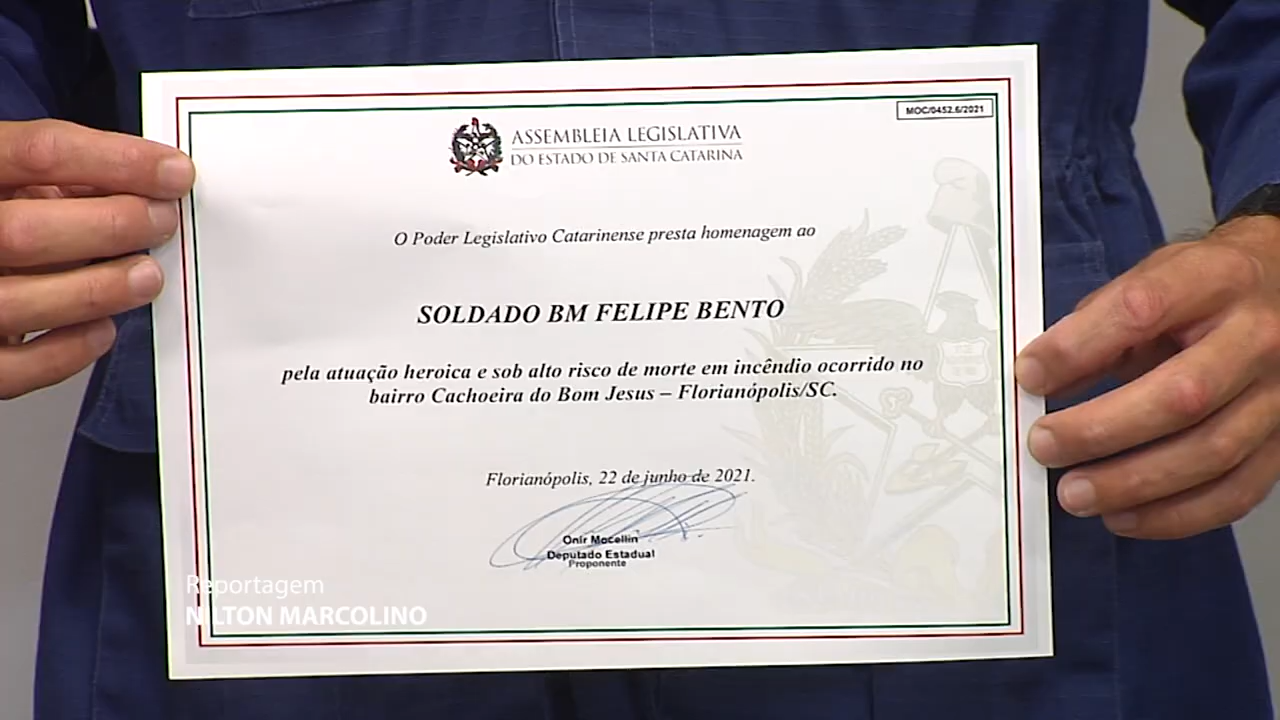 MOC/0452.6/2021
ASSEMBLEIA LEGISLATIVA
DO ESTADO DE SANTA CATARINA
O Poder Legislativo Catarinense presta homenagem ao
SOLDADO BM FELIPE BENTO
pela atuação heroica e sob alto risco de morte em incêndio ocorrido no
bairro Cachoeira do Bom Jesus – Florianópolis/SC.
Florianópolis, 22 de junho de 2021.
Onir Mocellin
Deputado Estadual
Proponente
Reportagem
NILTON MARCOLINO